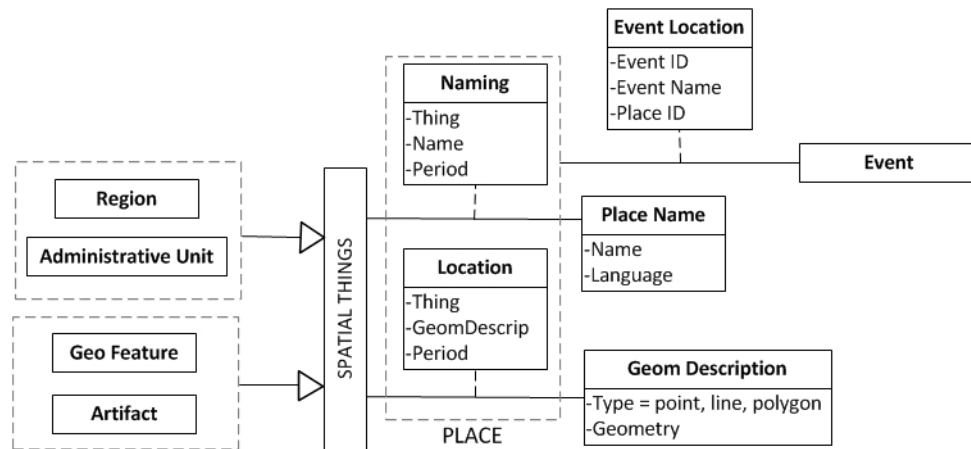 Event Location
-Event ID
-Event Name
-Place ID
Naming
-Thing
-Name
-Period
Event
Region
Administrative Unit
SPATIAL THINGS
Place Name
-Name
-Language
Location
-Thing
-GeomDescrip
-Period
Geo Feature
Artifact
Geom Description
-Type = point, line, polygon
-Geometry
PLACE